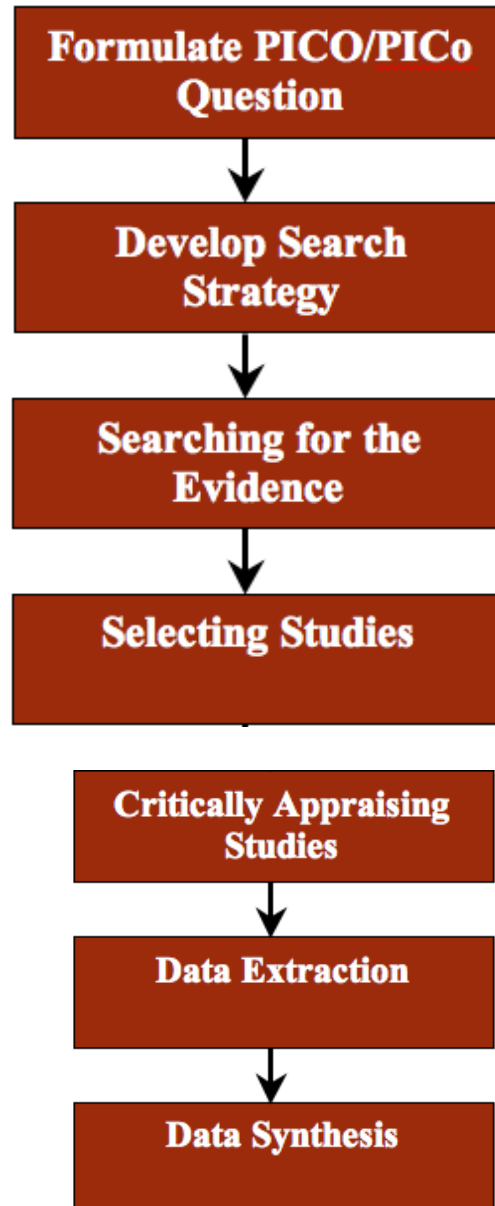 Formulate PICO/PICo
Question
Develop Search
Strategy
Searching for the
Evidence
Selecting Studies
Critically Appraising
Studies
Data Extraction
Data Synthesis